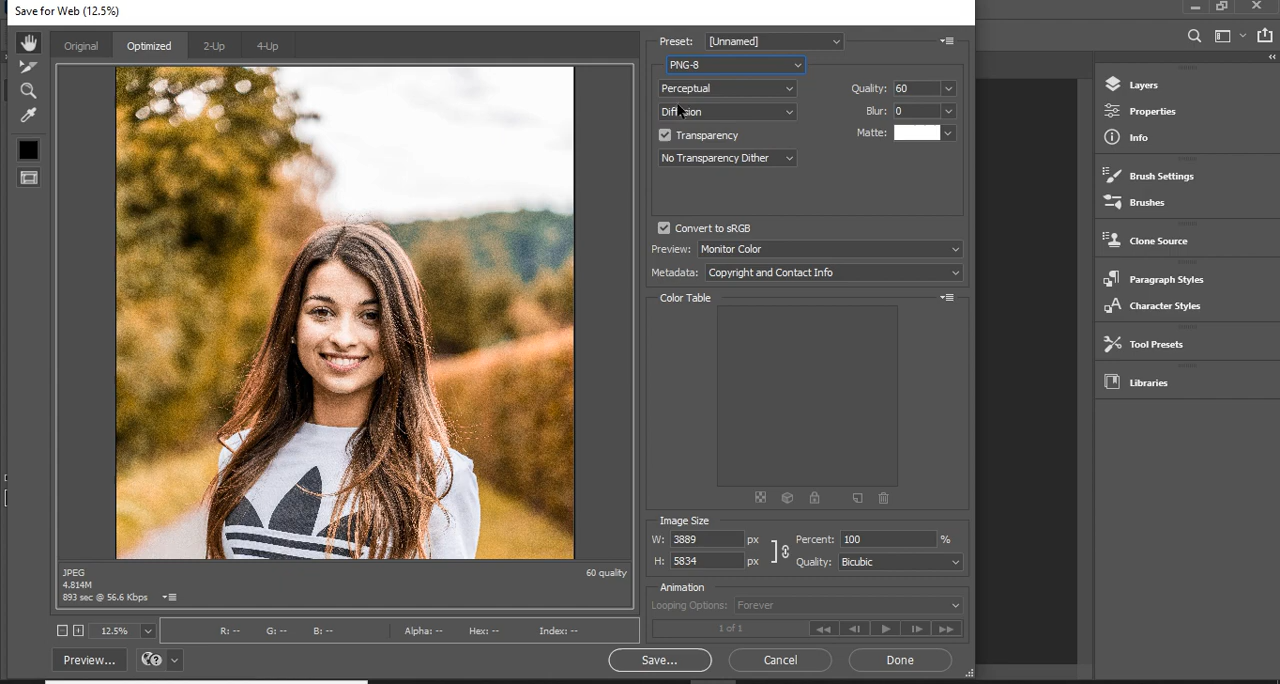 Save for Web (12.5%)
Original Optimized 2-Up 4-Up
Preset: [Unnamed]
PNG-8
Perceptual Quality: 60
Diffusion Blur: 0
Transparency Matte:
No Transparency Dither
Convert to sRGB
Preview: Monitor Color
Metadata: Copyright and Contact Info
Color Table
Image Size
W: 3889 px Percent: 100 %
H: 5834 px Quality: Bicubic
Animation
Looping Options: Forever
1 of 1
JPEG 60 quality
4.814M
893 sec @ 56.6 Kbps
12.5% R: -- G: -- B: -- Alpha: -- Hex: -- Index: --
Preview... Save... Cancel Done
Layers
Properties
Info
Brush Settings
Brushes
Clone Source
Paragraph Styles
Character Styles
Tool Presets
Libraries